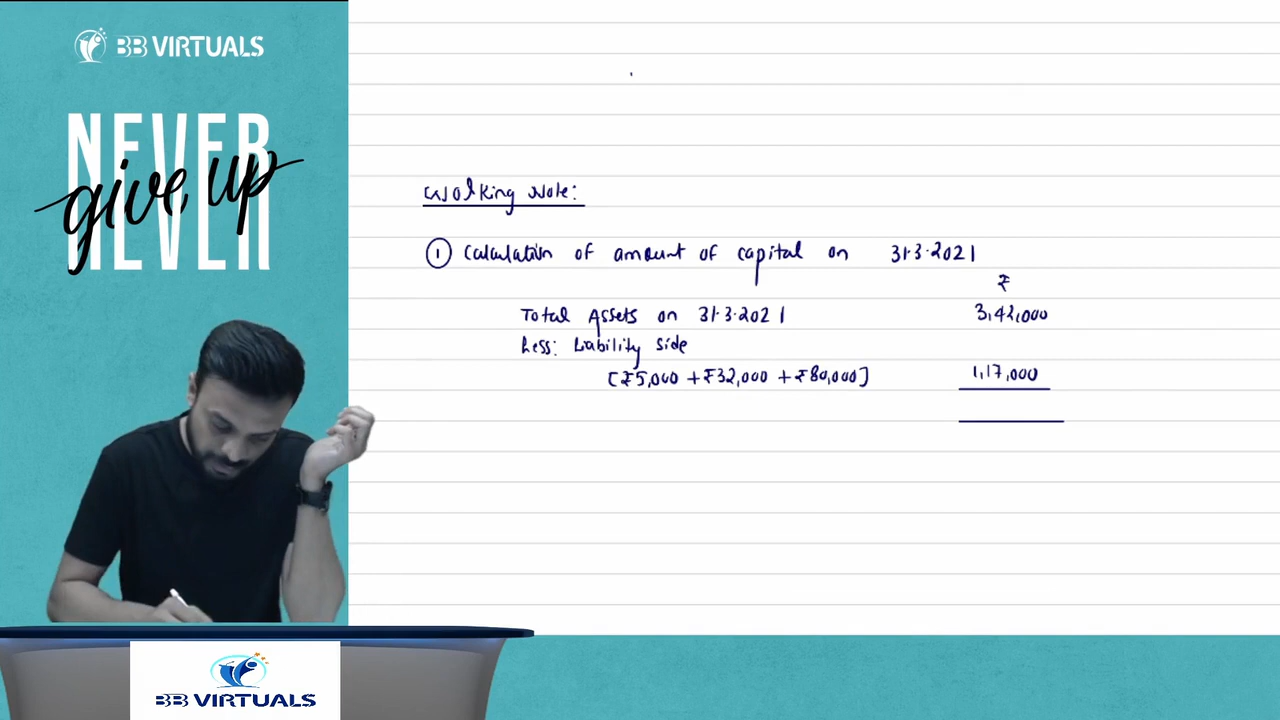 BB VIRTUALS
NEVER
give up
NEVER
Working Note:
1 Calculation of amount of capital on 31.3.2021
₹
Total Assets on 31.3.2021 3,42,000
Less: Liability side
[₹5,000 + ₹32,000 + ₹80,000] 1,17,000
BB VIRTUALS